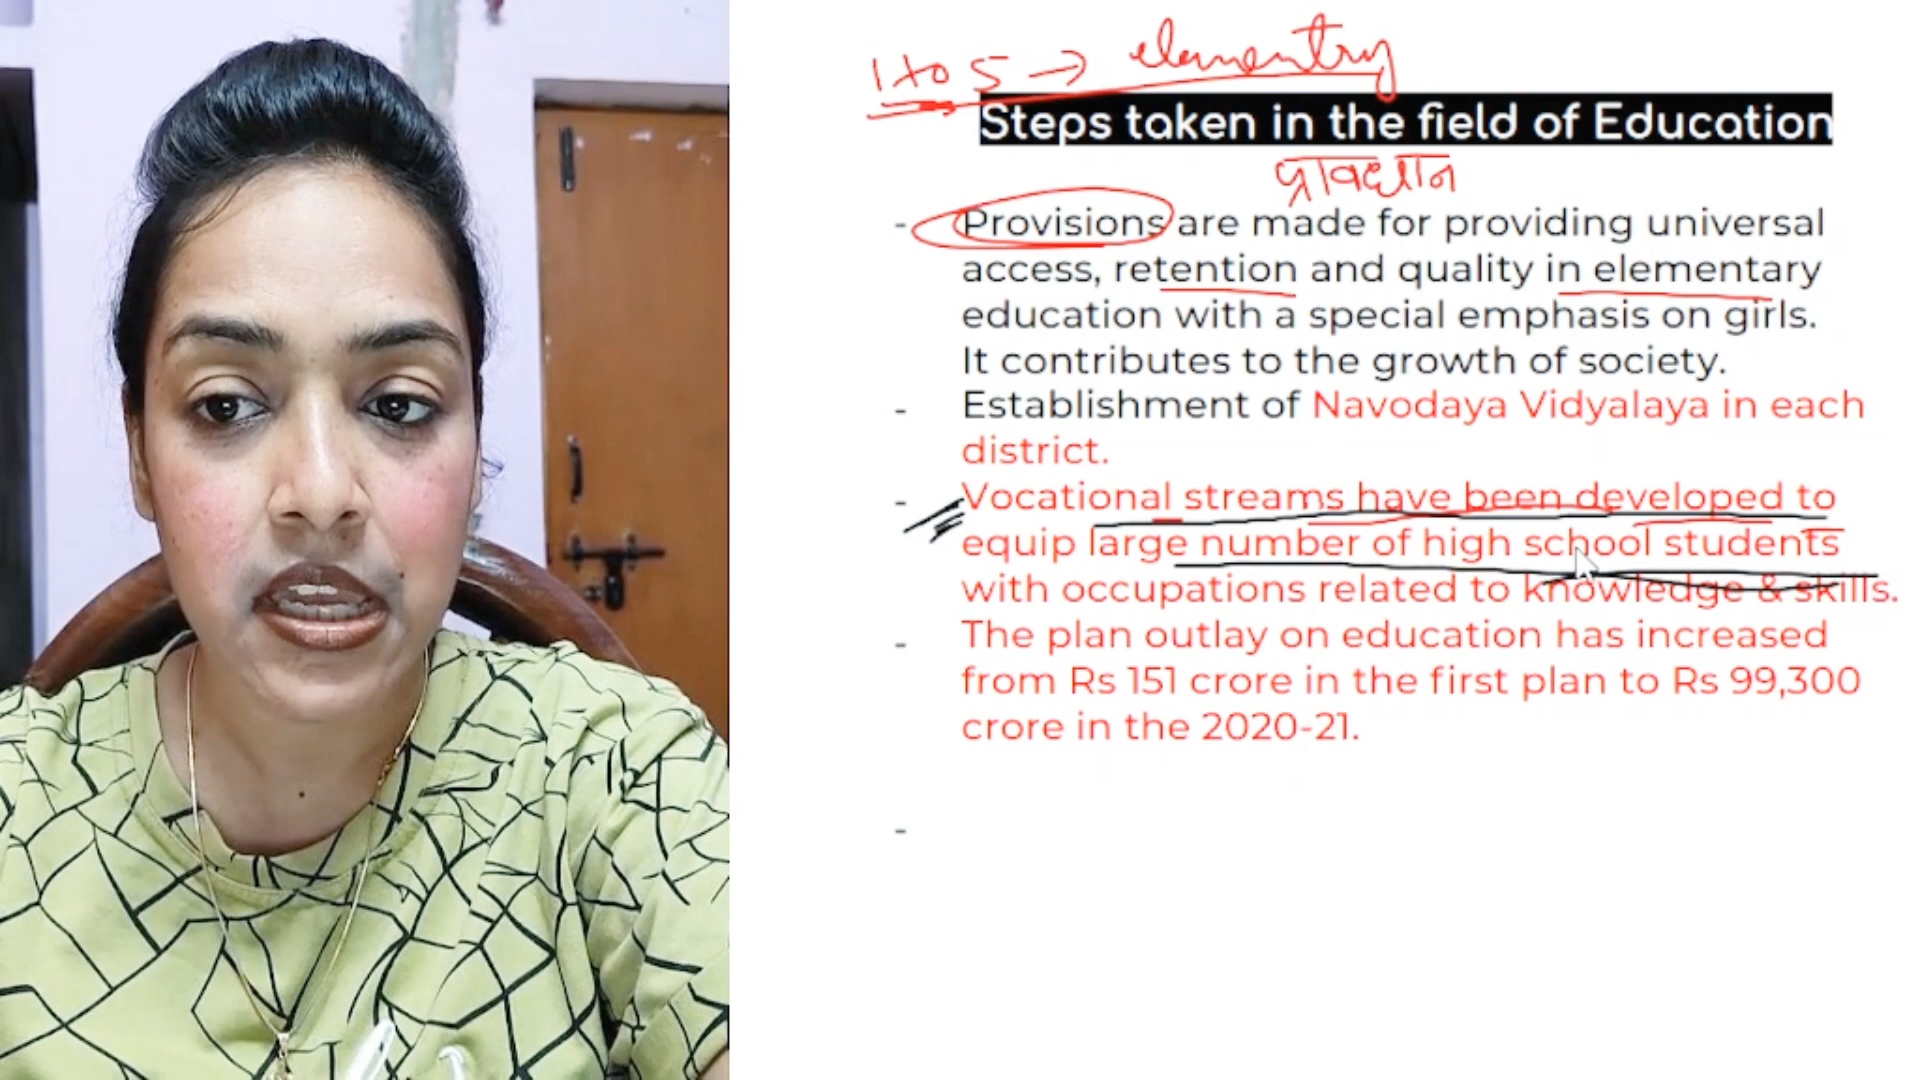 1 to 5 → elementry
Steps taken in the field of Education
प्रावधान
- Provisions are made for providing universal
access, retention and quality in elementary
education with a special emphasis on girls.
It contributes to the growth of society.
- Establishment of Navodaya Vidyalaya in each
district.
- Vocational streams have been developed to
equip large number of high school students
with occupations related to knowledge & skills.
- The plan outlay on education has increased
from Rs 151 crore in the first plan to Rs 99,300
crore in the 2020-21.
-